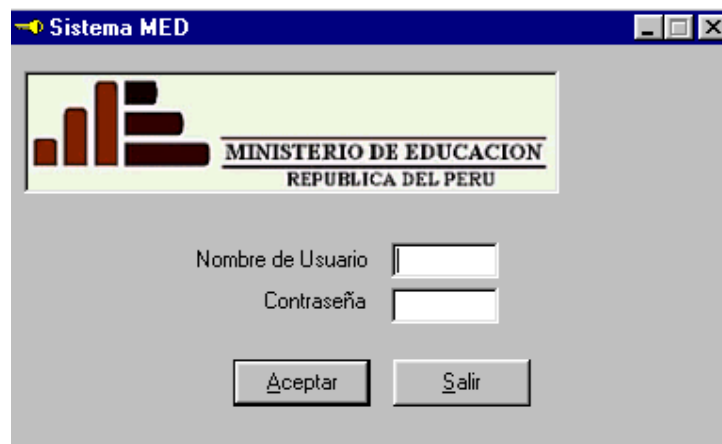 Sistema MED
MINISTERIO DE EDUCACION
REPUBLICA DEL PERU
Nombre de Usuario
Contraseña
Aceptar Salir